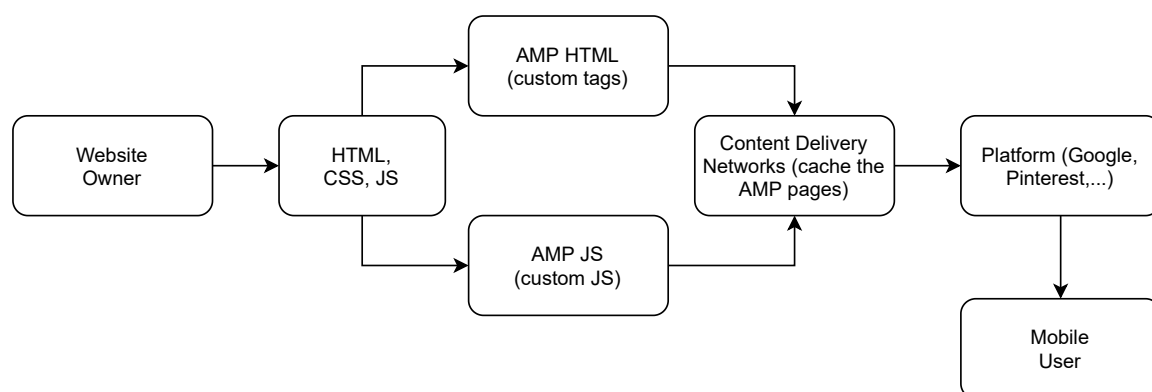 Website
Owner
HTML,
CSS, JS
AMP HTML
(custom tags)
AMP JS
(custom JS)
Content Delivery
Networks (cache the
AMP pages)
Platform (Google,
Pinterest,...)
Mobile
User